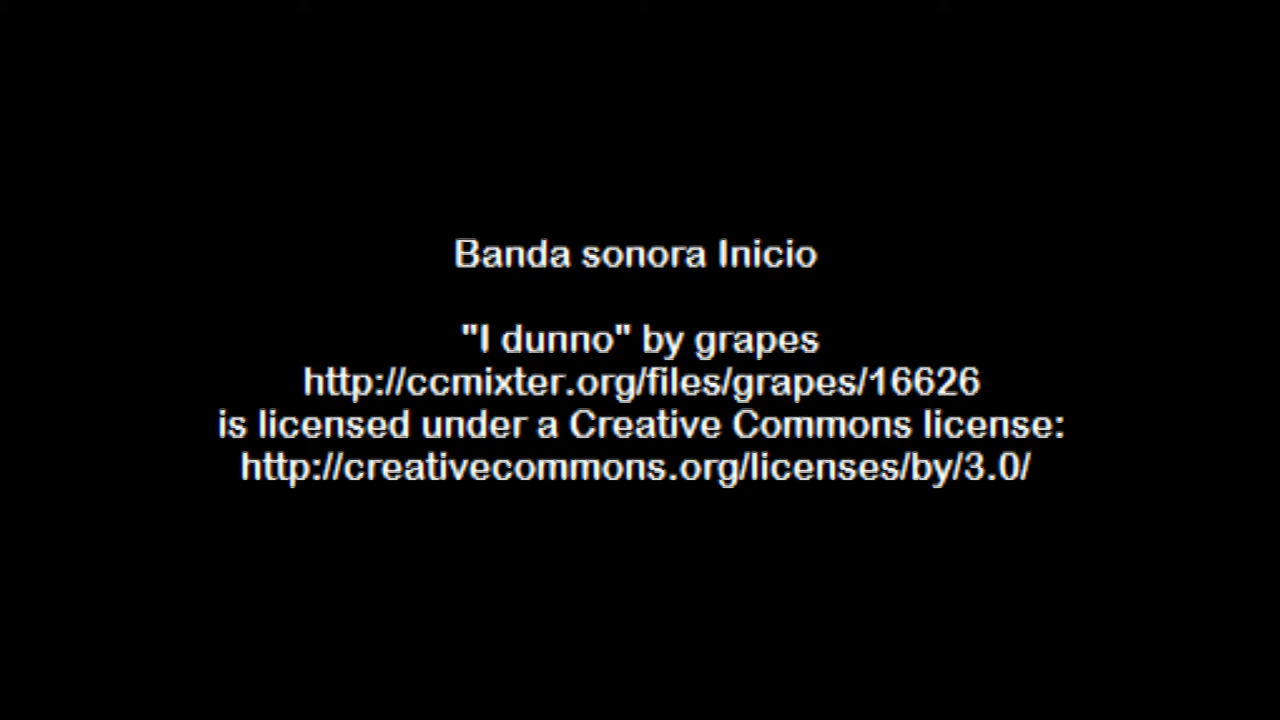 Banda sonora Inicio
"I dunno" by grapes
http://ccmixter.org/files/grapes/16626
is licensed under a Creative Commons license:
http://creativecommons.org/licenses/by/3.0/